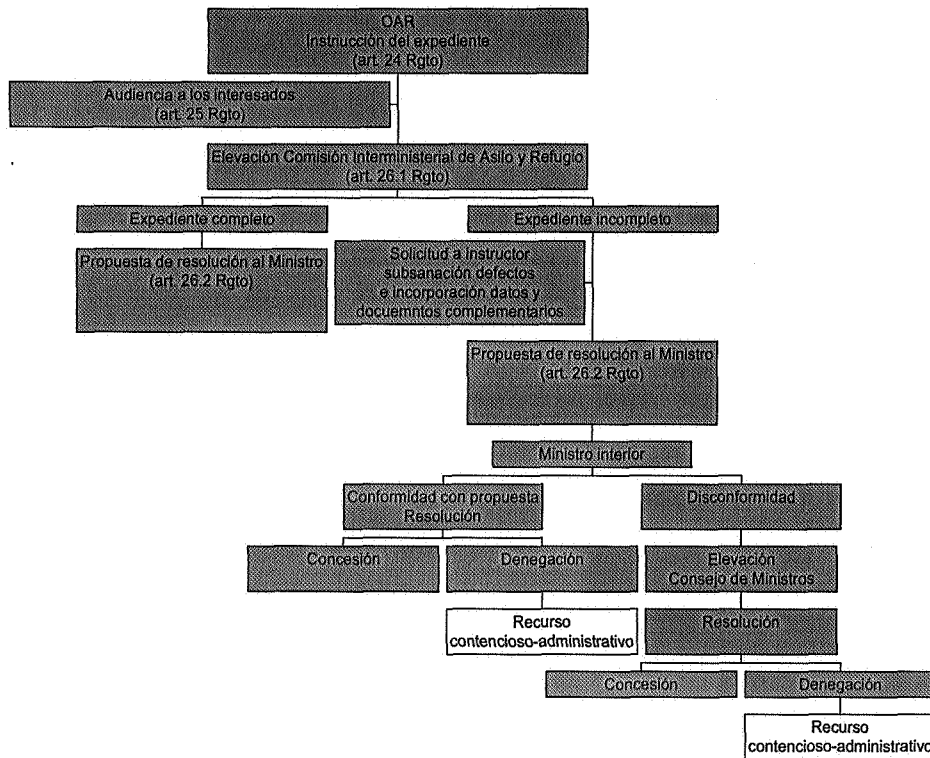 OAR
Instrucción del expediente
(art. 24 Rgto)
Audiencia a los interesados
(art. 25 Rgto)
Elevación Comisión Interministerial de Asilo y Refugio
(art. 26.1 Rgto)
Expediente completo
Expediente incompleto
Propuesta de resolución al Ministro
(art. 26.2 Rgto)
Solicitud a instructor
subsanación defectos
e incorporación datos y
docuemntos complementarios
Propuesta de resolución al Ministro
(art. 26.2 Rgto)
Ministro interior
Conformidad con propuesta
Resolución
Disconformidad
Concesión
Denegación
Elevación
Consejo de Ministros
Recurso
contencioso-administrativo
Resolución
Concesión
Denegación
Recurso
contencioso-administrativo